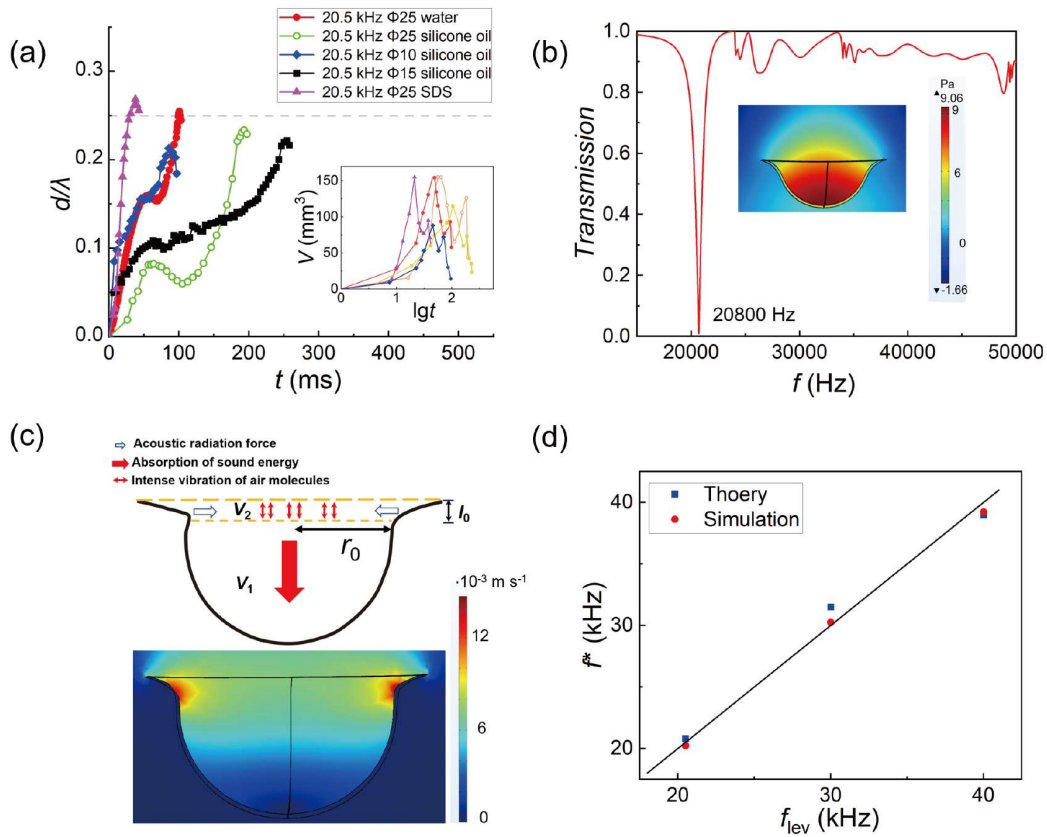 (a)
20.5 kHz Φ25 water
20.5 kHz Φ25 silicone oil
20.5 kHz Φ10 silicone oil
20.5 kHz Φ15 silicone oil
20.5 kHz Φ25 SDS
0.3
0.2
0.1
0.0
d/λ
0
100
200
300
400
500
t (ms)
150
100
50
0
V (mm³)
0
1
2
lgt
(b)
1.0
0.8
0.6
0.4
0.2
0.0
Transmission
Pa
▲ 9.06
9
6
0
▼ -1.66
20800 Hz
20000
30000
40000
50000
f (Hz)
(c)
Acoustic radiation force
Absorption of sound energy
Intense vibration of air molecules
V₂
l₀
r₀
V₁
·10⁻³ m s⁻¹
12
6
0
(d)
Thoery
Simulation
40
30
20
f* (kHz)
20
30
40
f lev (kHz)